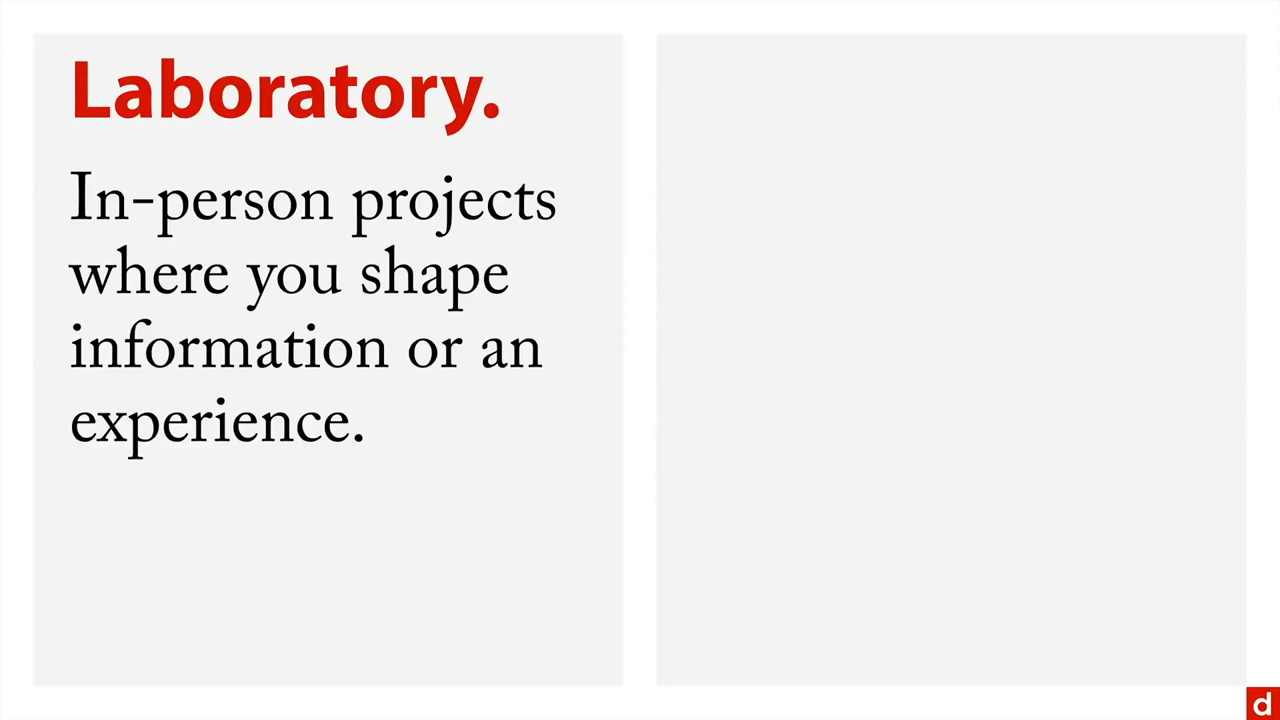 Laboratory.
In-person projects
where you shape
information or an
experience.
d